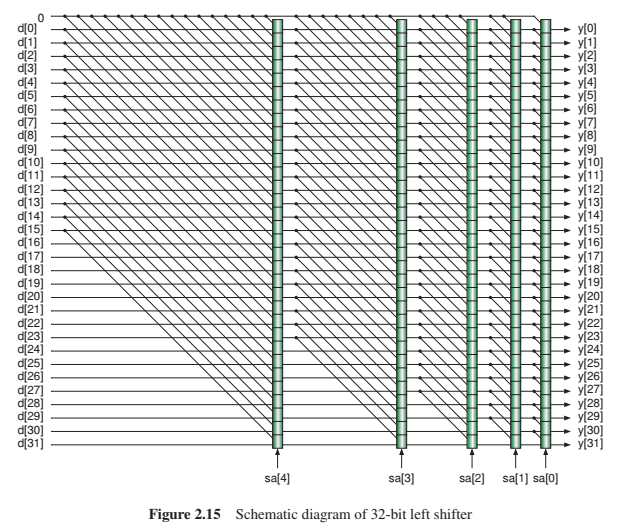 0
d[0] y[0]
d[1] y[1]
d[2] y[2]
d[3] y[3]
d[4] y[4]
d[5] y[5]
d[6] y[6]
d[7] y[7]
d[8] y[8]
d[9] y[9]
d[10] y[10]
d[11] y[11]
d[12] y[12]
d[13] y[13]
d[14] y[14]
d[15] y[15]
d[16] y[16]
d[17] y[17]
d[18] y[18]
d[19] y[19]
d[20] y[20]
d[21] y[21]
d[22] y[22]
d[23] y[23]
d[24] y[24]
d[25] y[25]
d[26] y[26]
d[27] y[27]
d[28] y[28]
d[29] y[29]
d[30] y[30]
d[31] y[31]
sa[4] sa[3] sa[2] sa[1] sa[0]
Figure 2.15 Schematic diagram of 32-bit left shifter